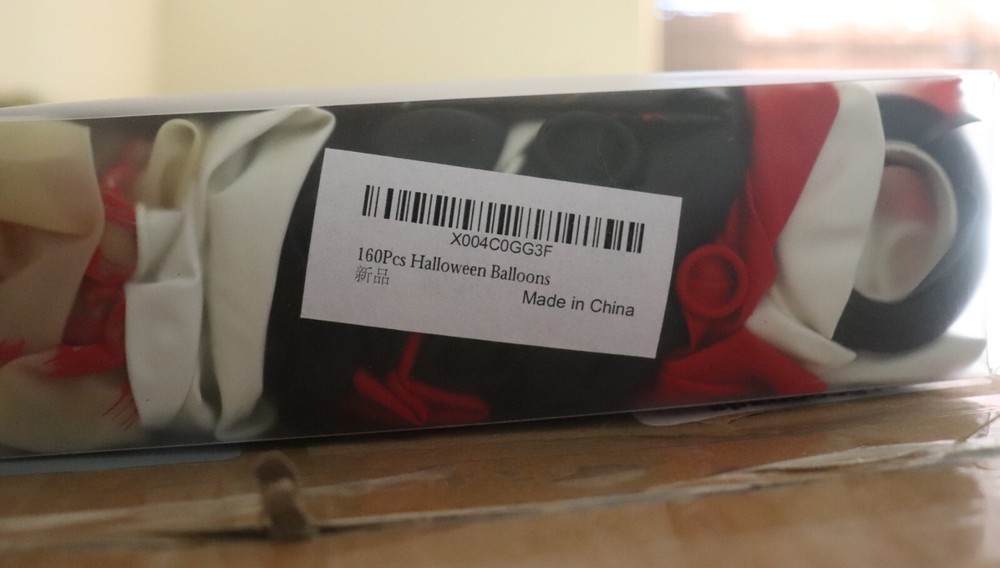 X004C0GG3F
160Pcs Halloween Balloons
新品
Made in China